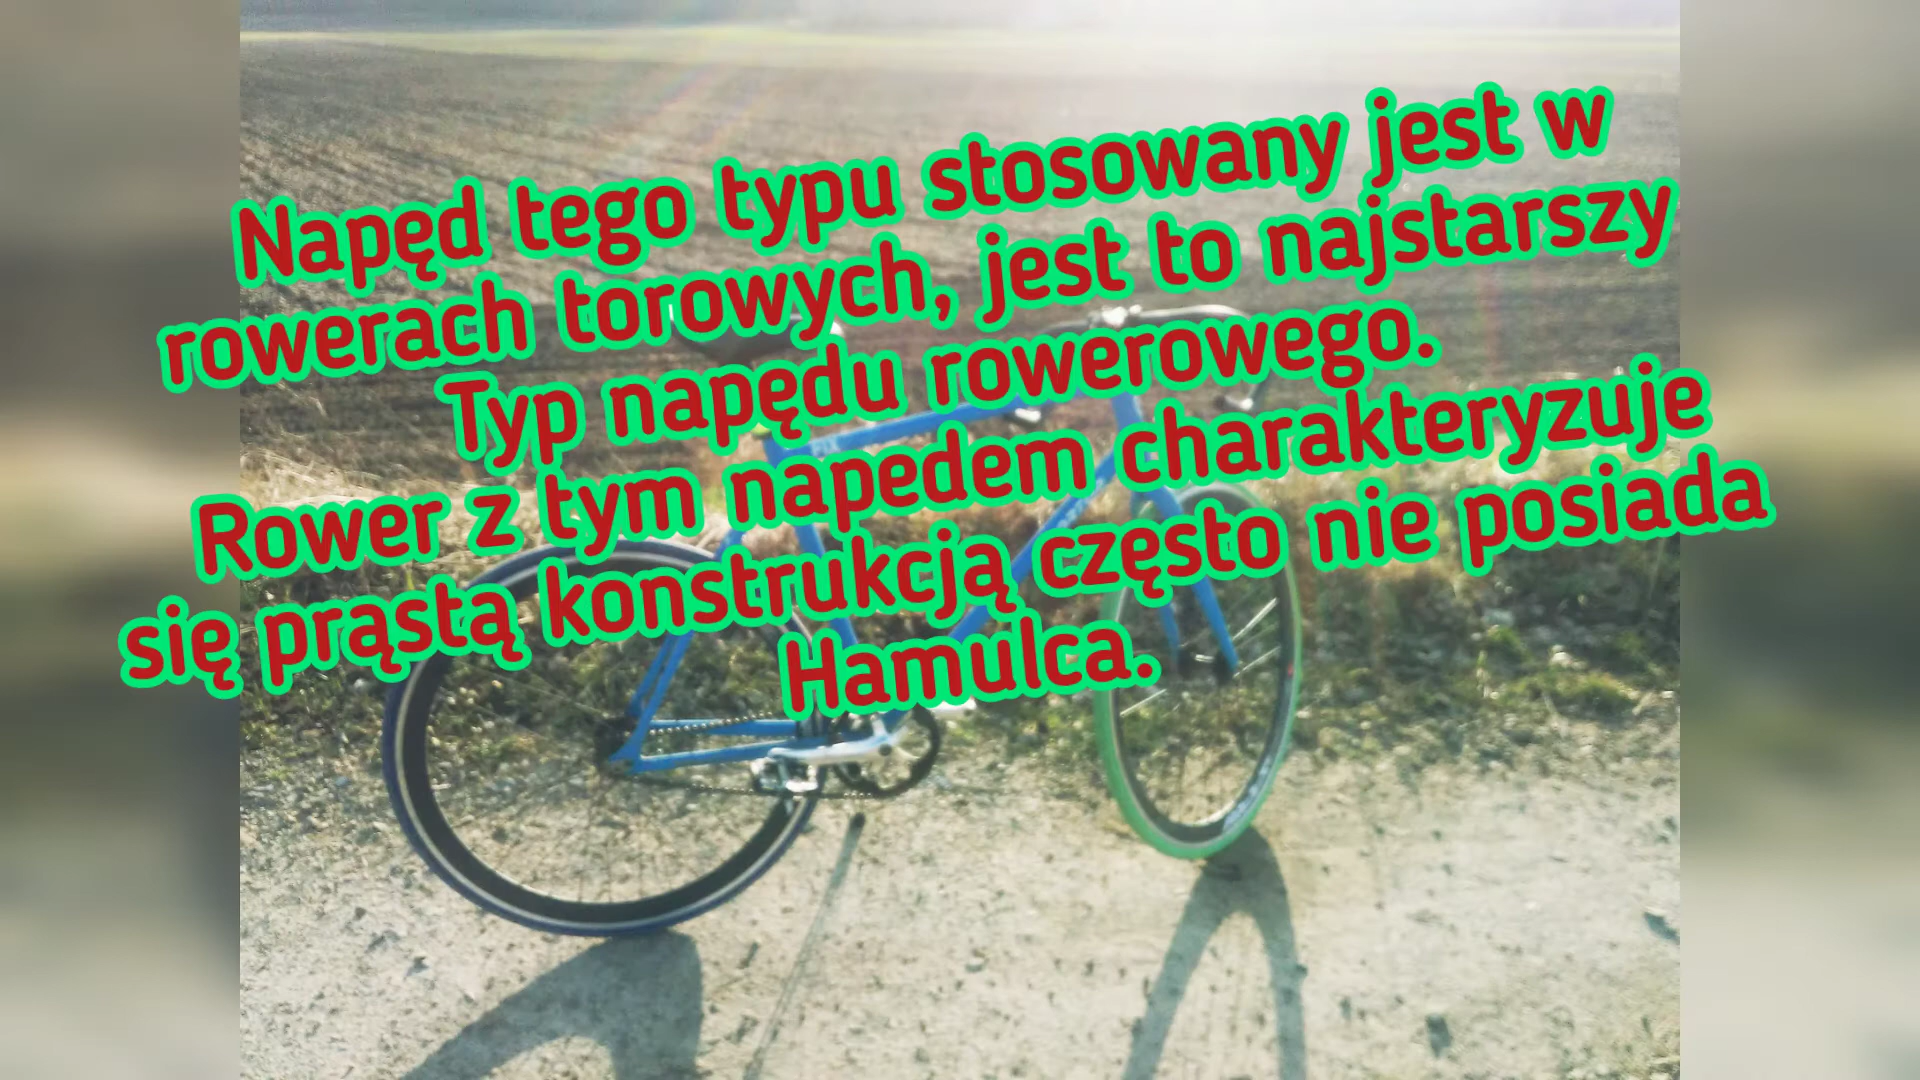 Napęd tego typu stosowany jest w
rowerach torowych, jest to najstarszy
Typ napędu rowerowego.
Rower z tym napedem charakteryzuje
się prąstą konstrukcją często nie posiada
Hamulca.